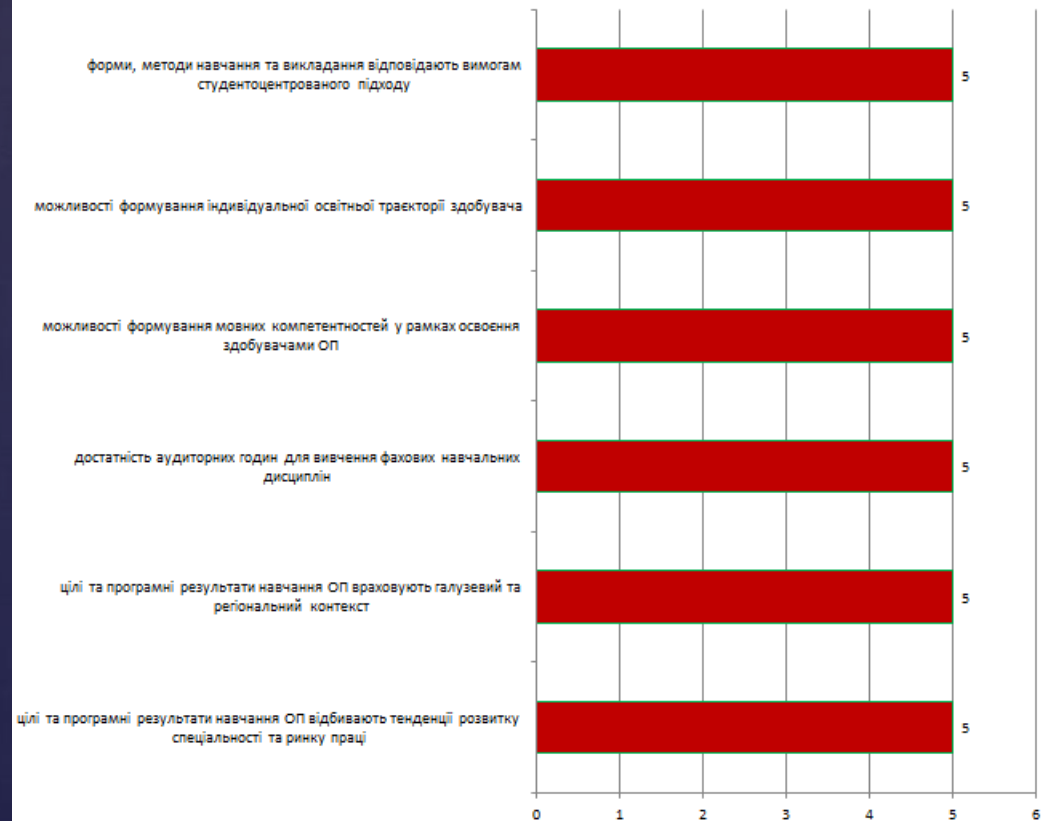 форми, методи навчання та викладання відповідають вимогам
студентоцентрованого підходу
5
можливості формування індивідуальної освітньої траєкторії здобувача
5
можливості формування мовних компетентностей у рамках освоєння
здобувачами ОП
5
достатність аудиторних годин для вивчення фахових навчальних
дисциплін
5
цілі та програмні результати навчання ОП враховують галузевий та
регіональний контекст
5
цілі та програмні результати навчання ОП відбивають тенденції розвитку
спеціальності та ринку праці
5
0 1 2 3 4 5 6